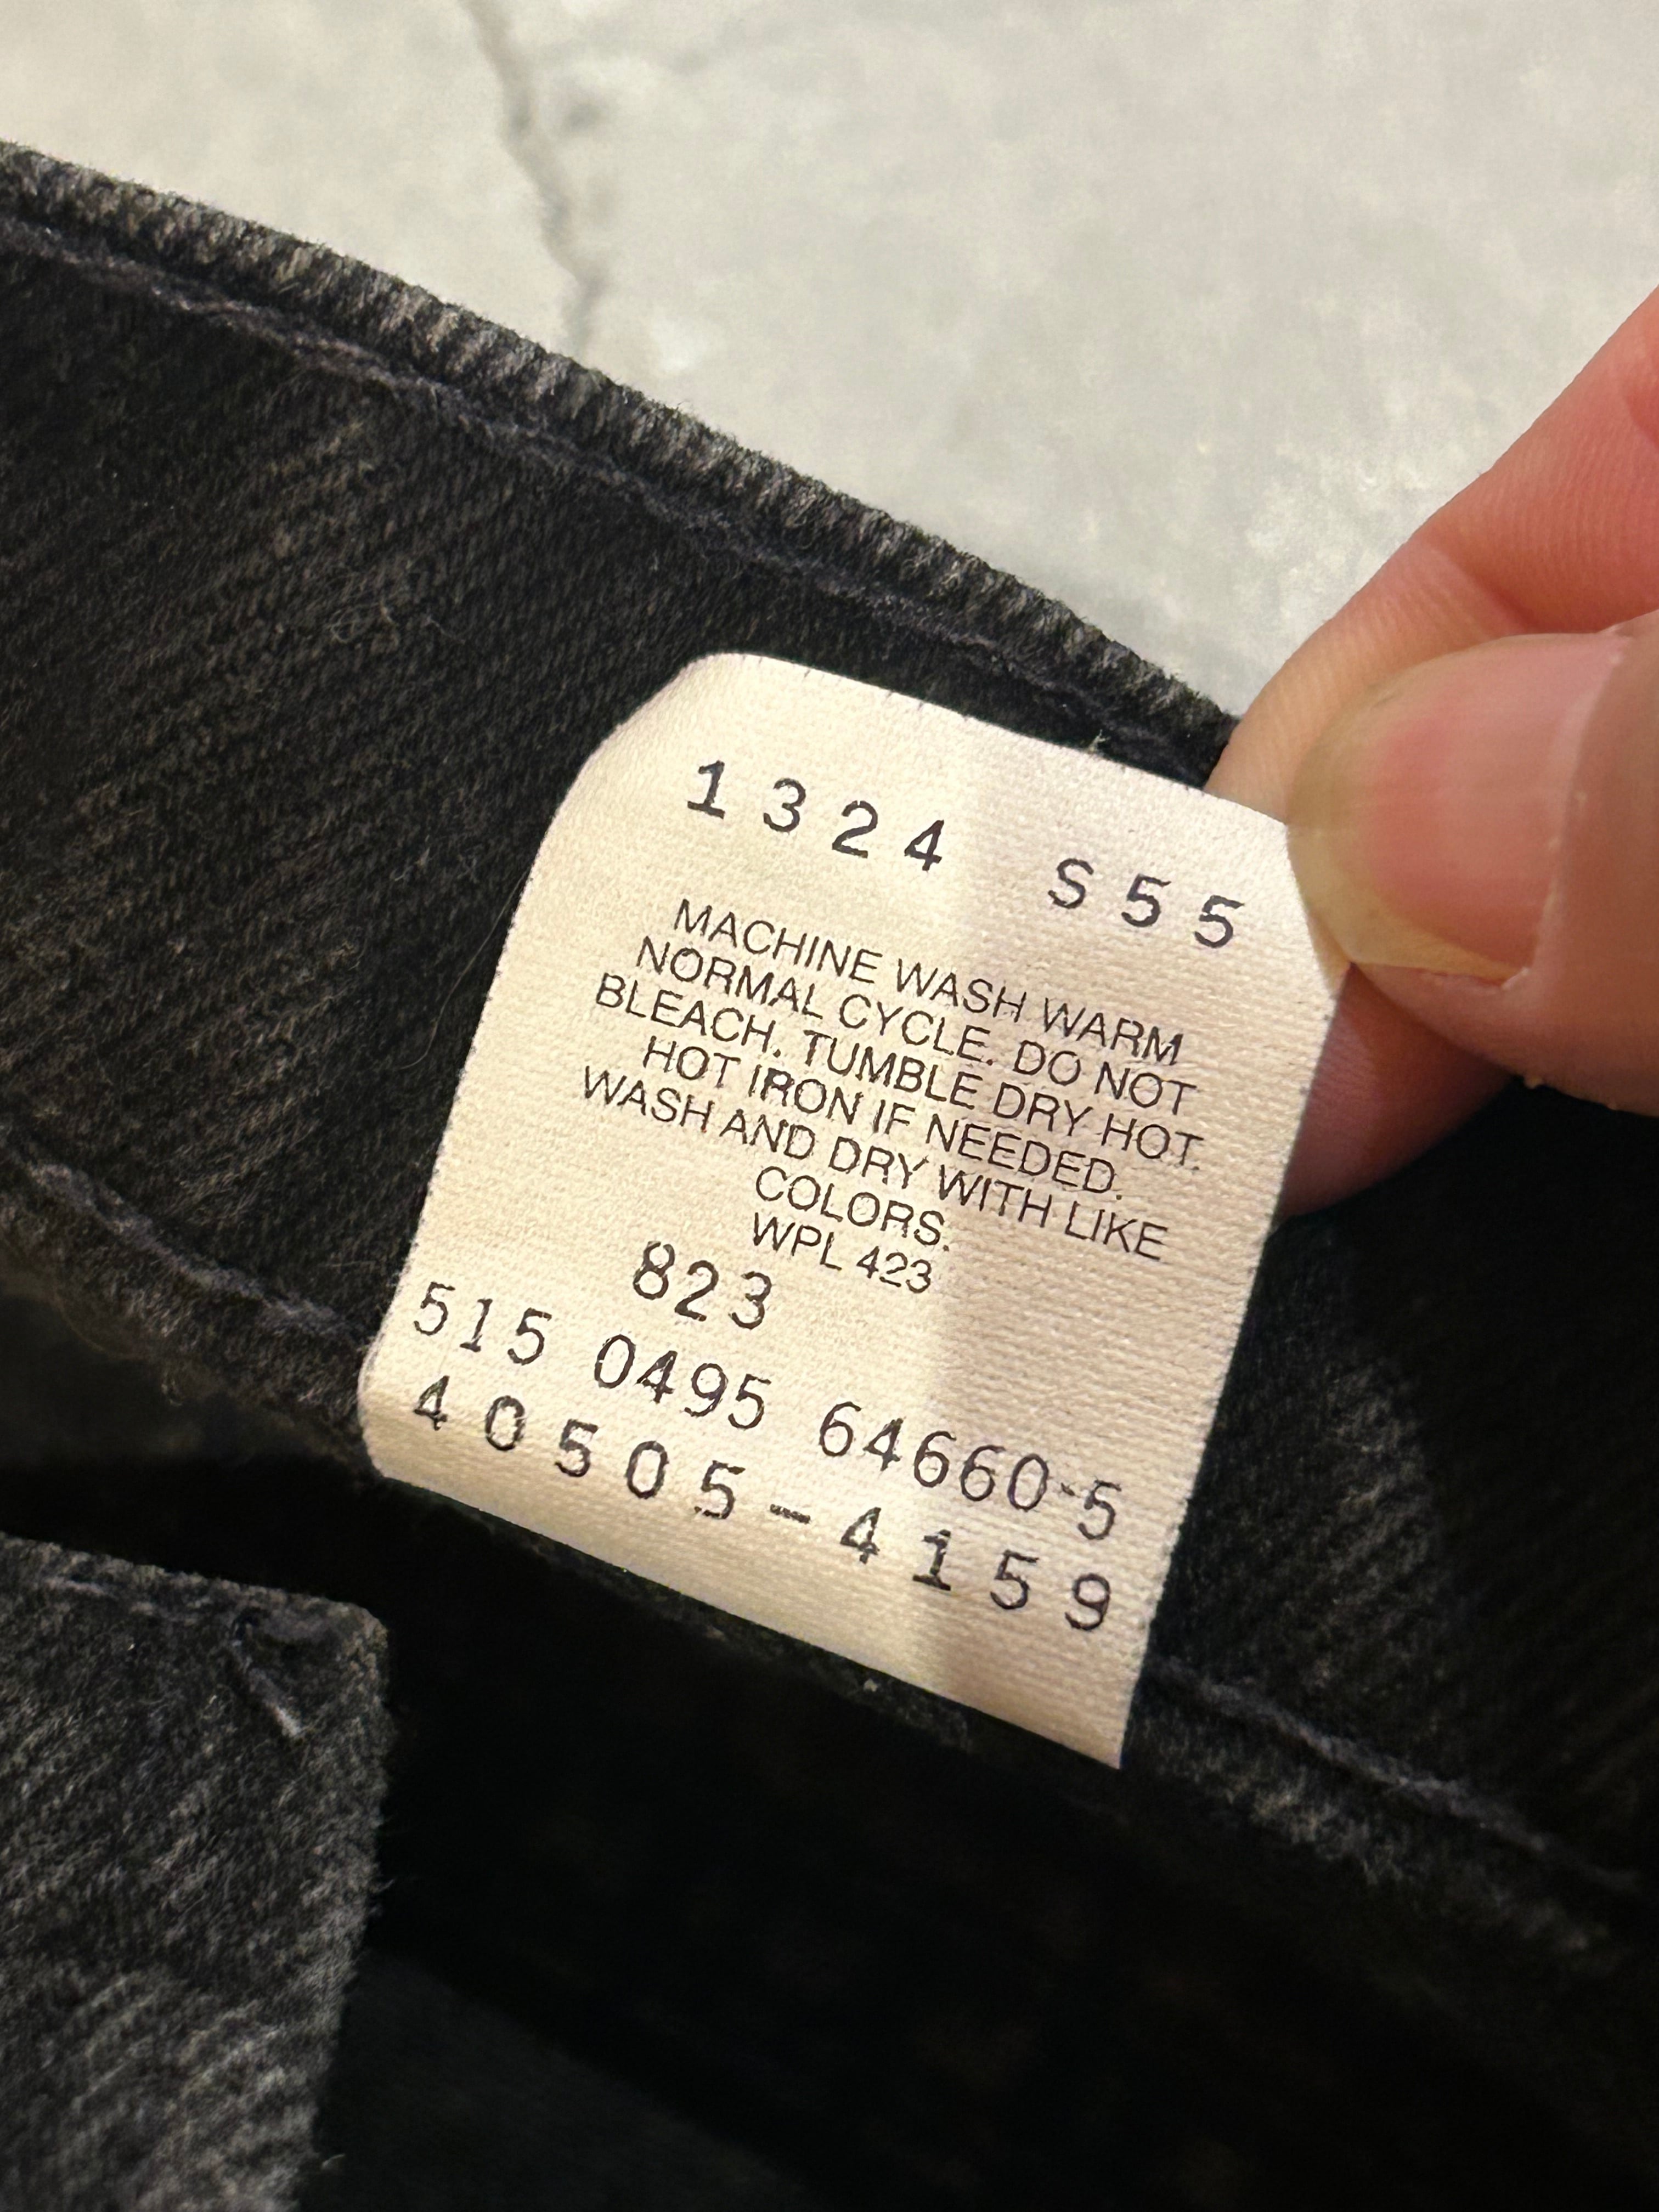 1324 S55
MACHINE WASH WARM
NORMAL CYCLE. DO NOT
BLEACH. TUMBLE DRY HOT.
HOT IRON IF NEEDED.
WASH AND DRY WITH LIKE
COLORS.
WPL 423
823
515 0495 64660-5
40505-4159